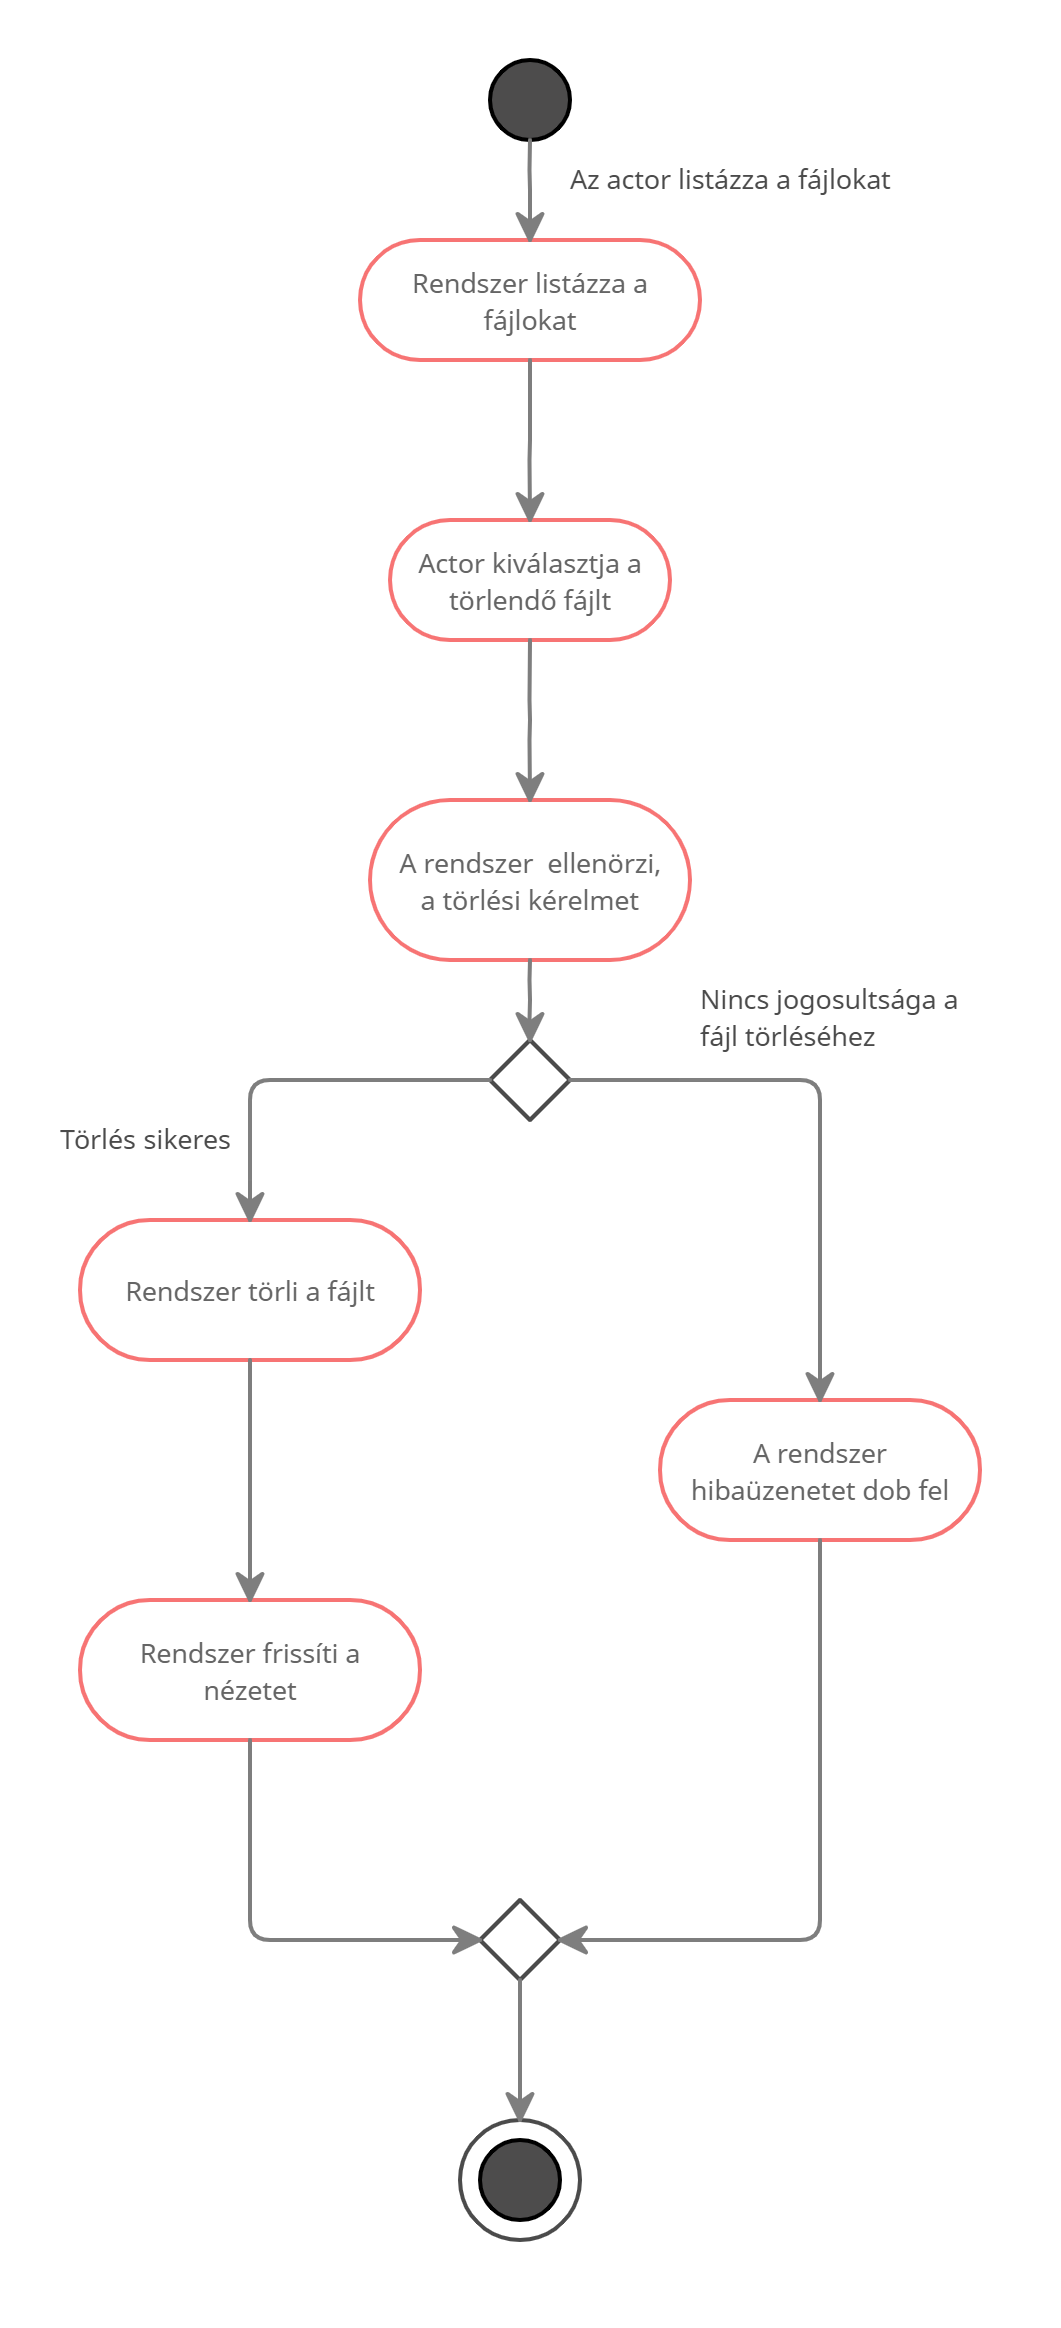 Az actor listázza a fájlokat
Rendszer listázza a
fájlokat
Actor kiválasztja a
törlendő fájlt
A rendszer  ellenörzi,
a törlési kérelmet
Nincs jogosultsága a
fájl törléséhez
Törlés sikeres
Rendszer törli a fájlt
A rendszer
hibaüzenetet dob fel
Rendszer frissíti a
nézetet